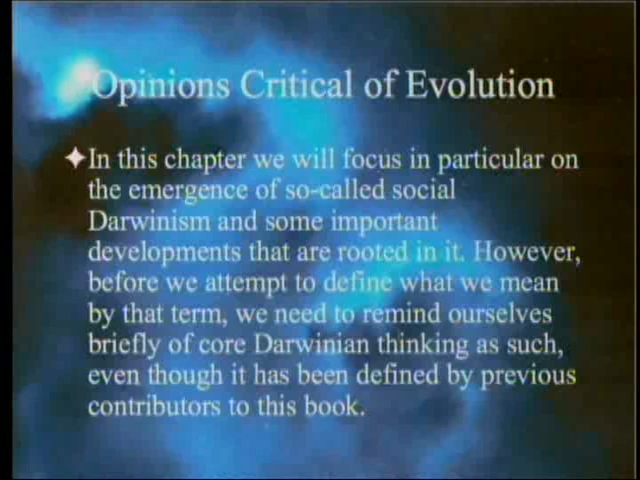 Opinions Critical of Evolution
In this chapter we will focus in particular on
the emergence of so-called social
Darwinism and some important
developments that are rooted in it. However,
before we attempt to define what we mean
by that term, we need to remind ourselves
briefly of core Darwinian thinking as such,
even though it has been defined by previous
contributors to this book.